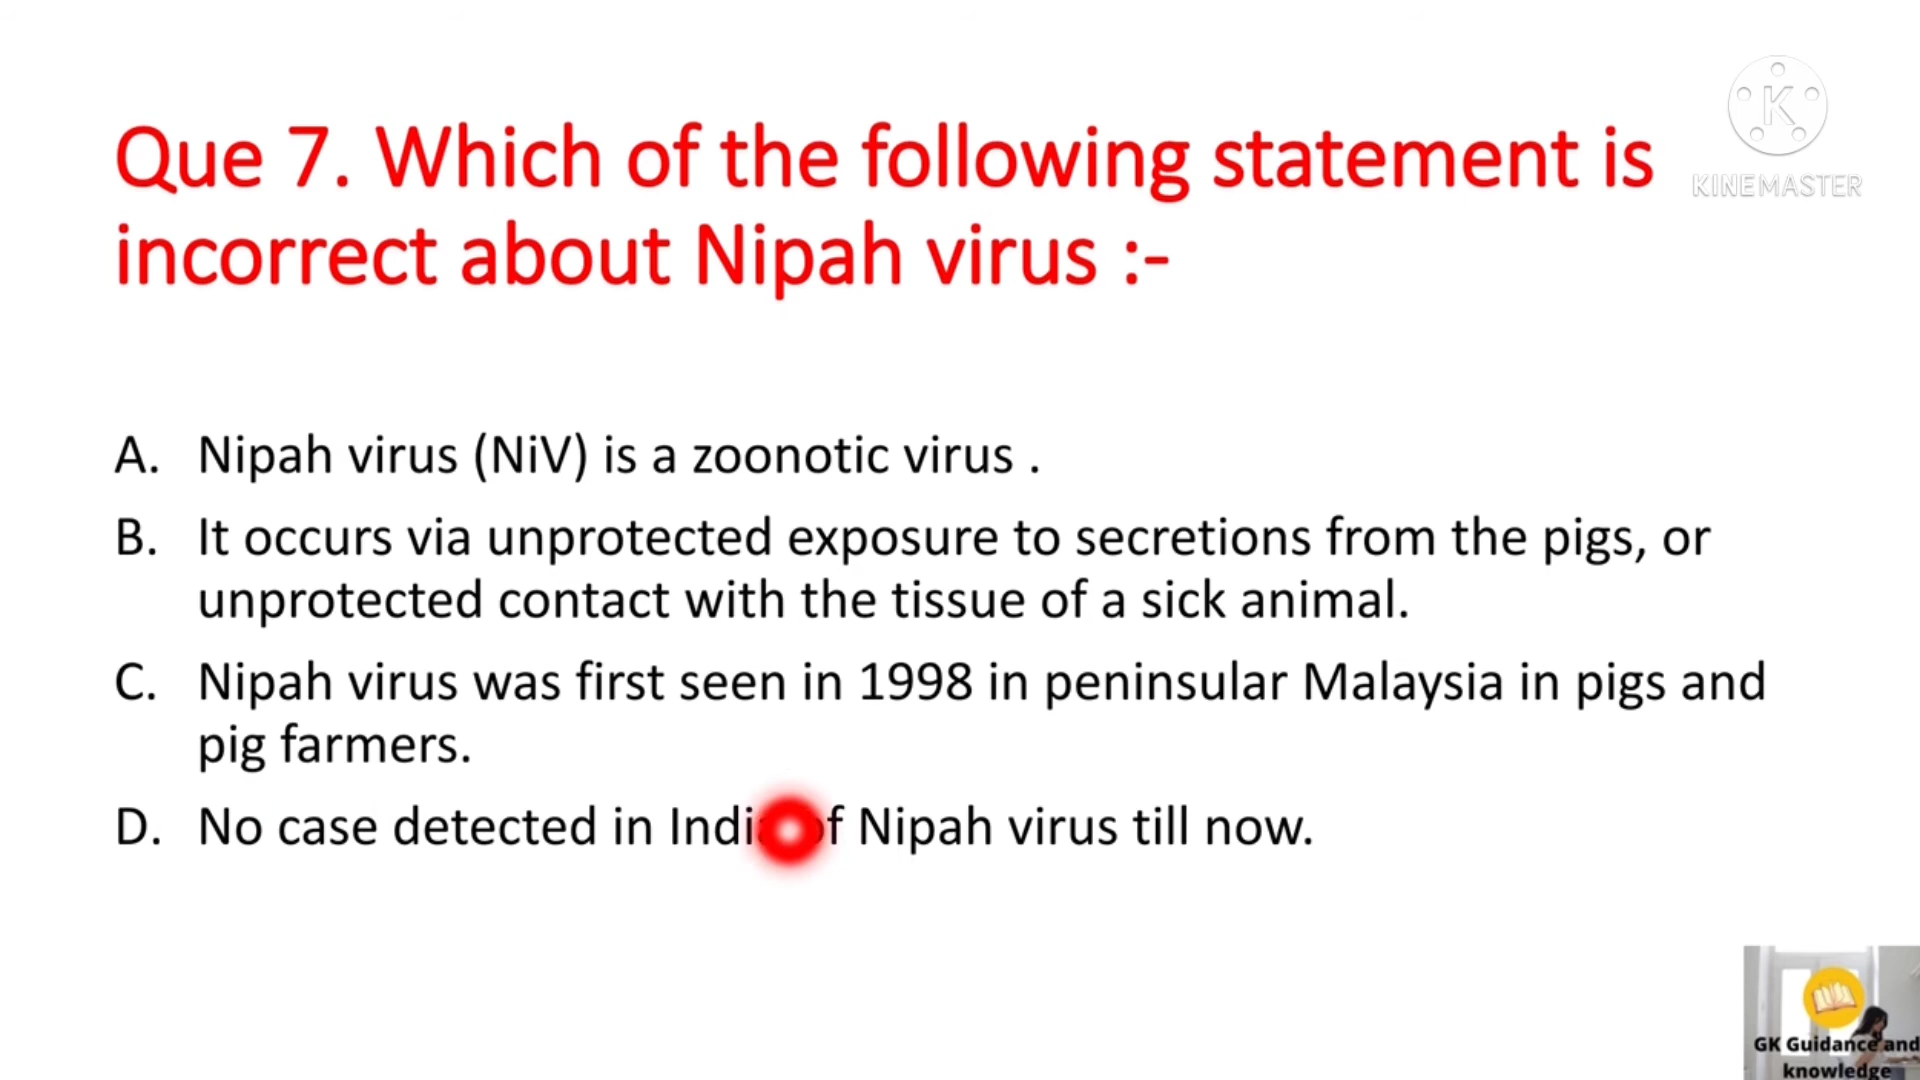 Que 7. Which of the following statement is
incorrect about Nipah virus :-
K
KINEMASTER
A. Nipah virus (NiV) is a zoonotic virus .
B. It occurs via unprotected exposure to secretions from the pigs, or
unprotected contact with the tissue of a sick animal.
C. Nipah virus was first seen in 1998 in peninsular Malaysia in pigs and
pig farmers.
D. No case detected in India of Nipah virus till now.
GK Guidance and
knowledge